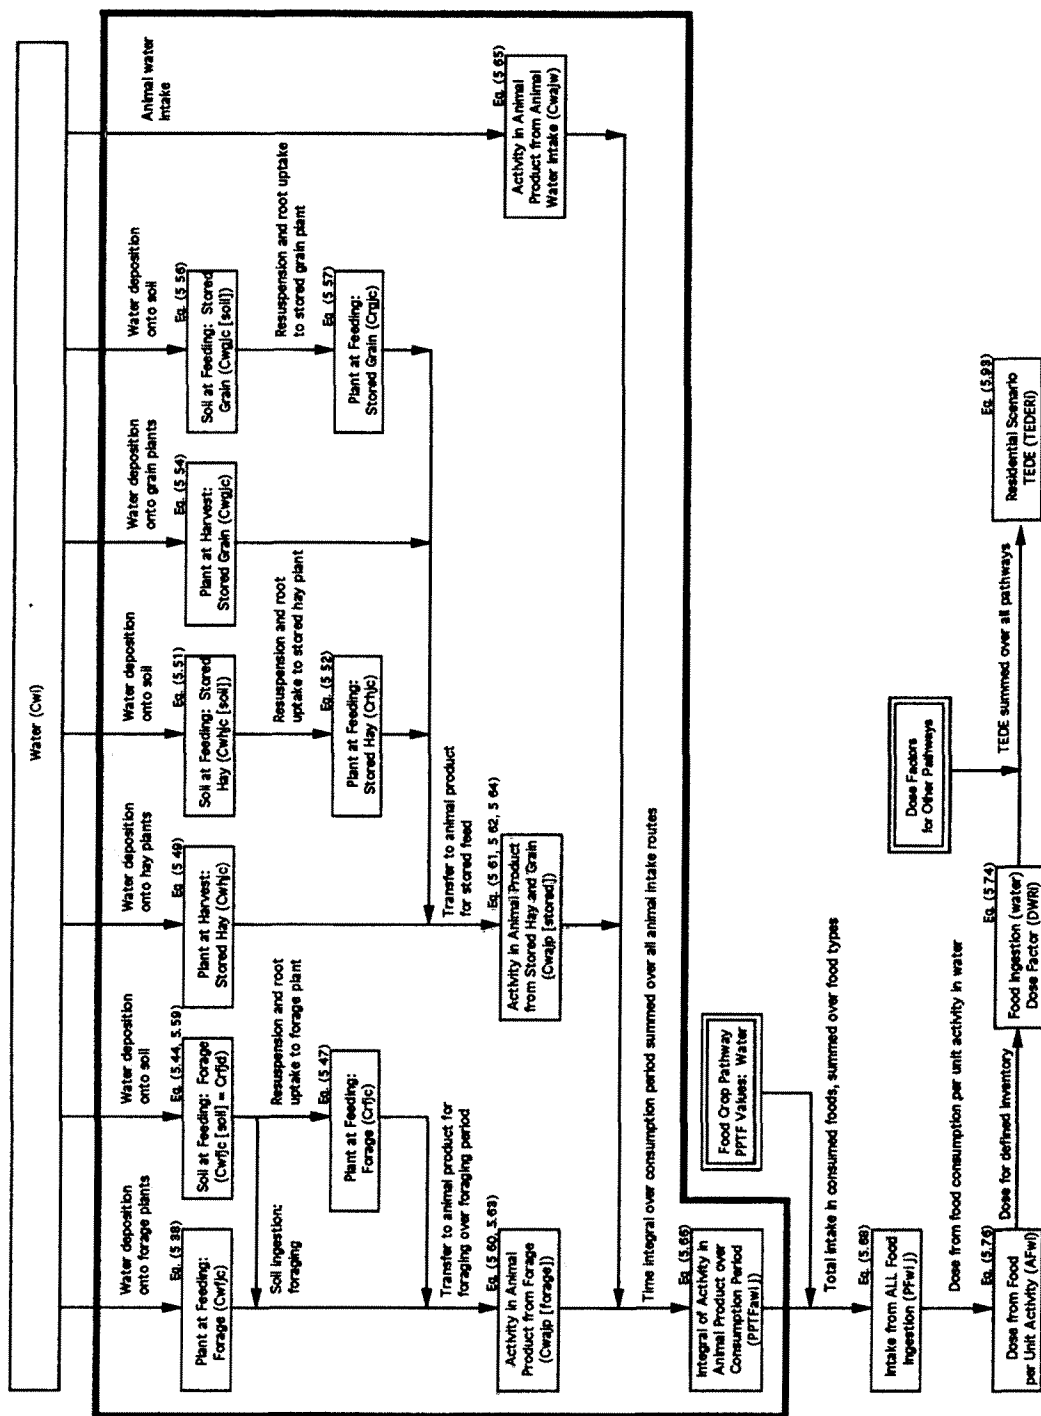 Water (Cwi)
Water deposition
onto forage plants
Water deposition
onto soil
Water deposition
onto hay plants
Water deposition
onto soil
Water deposition
onto grain plants
Water deposition
onto soil
Animal water
intake
Eq. (5 38)
Plant at Feeding:
Forage (Cwfjc)
Eq. (5.44, 5.59)
Soil at Feeding: Forage
(Cwfjc [soil] = Crfjd)
Eq. (5 49)
Plant at Harvest:
Stored Hay (Cwhjc)
Eq. (5.51)
Soil at Feeding: Stored
Hay (Cwhjc [soil])
Eq. (5 54)
Plant at Harvest:
Stored Grain (Cwgjc)
Eq. (5 56)
Soil at Feeding: Stored
Grain (Cwgjc [soil])
Soil ingestion:
foraging
Resuspension and root
uptake to forage plant
Resuspension and root
uptake to stored hay plant
Resuspension and root uptake
to stored grain plant
Eq. (5 47)
Plant at Feeding:
Forage (Crfjc)
Eq. (5 52)
Plant at Feeding:
Stored Hay (Crhjc)
Eq (5 57)
Plant at Feeding:
Stored Grain (Crgjc)
Transfer to animal product for
foraging over foraging period
Transfer to animal product
for stored feed
Eq. (5 60, 5.63)
Activity in Animal
Product from Forage
(Cwajp [forage])
Eq. (5 61, 5 62, 5 64)
Activity in Animal Product
from Stored Hay and Grain
(Cwajp [stored])
Eq. (5 65)
Activity in Animal
Product from Animal
Water Intake (Cwajw)
Time integral over consumption period summed over all animal intake routes
Eq. (5.66)
Integral of Activity in
Animal Product over
Consumption Period
(PPTFawi j)
Food Crop Pathway
PPTF Values: Water
Total intake in consumed foods, summed over food types
Eq. (5.68)
Intake from ALL Food
Ingestion (PFwi j)
Dose from food consumption per unit activity in water
Eq. (5.76)
Dose from Food
per Unit Activity (AFwi)
Dose for defined inventory
Eq. (5.74)
Food Ingestion (water)
Dose Factor (DWRi)
Dose Factors
for Other Pathways
TEDE summed over all pathways
Eq. (5.93)
Residential Scenario
TEDE (TEDERi)